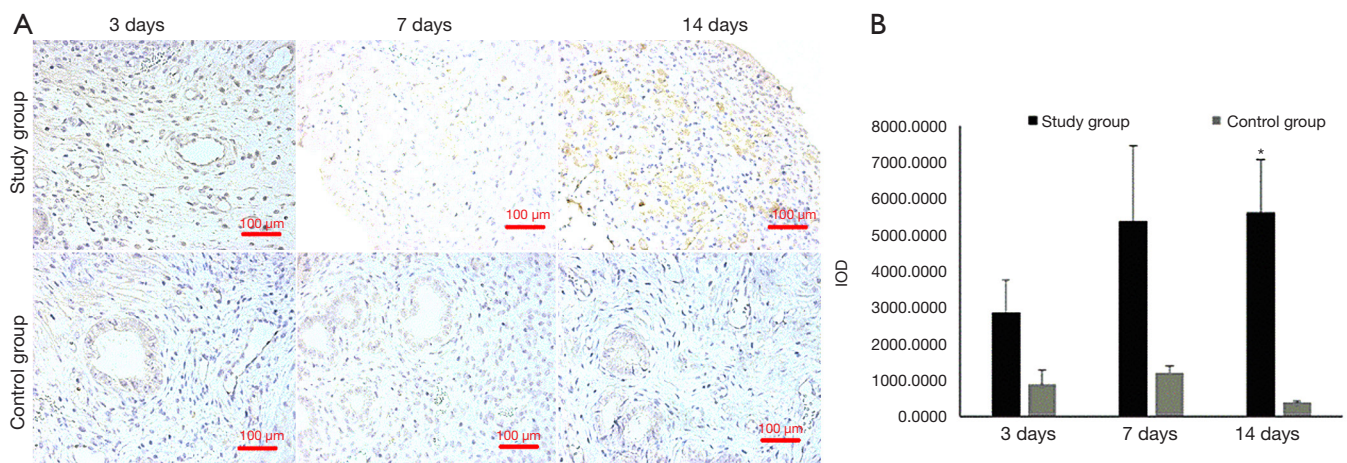 A
3 days
7 days
14 days
Study group
100 µm
100 µm
100 µm
Control group
100 µm
100 µm
100 µm
B
Study group
Control group
IOD
8000.0000
7000.0000
*
6000.0000
5000.0000
4000.0000
3000.0000
2000.0000
1000.0000
0.0000
3 days
7 days
14 days